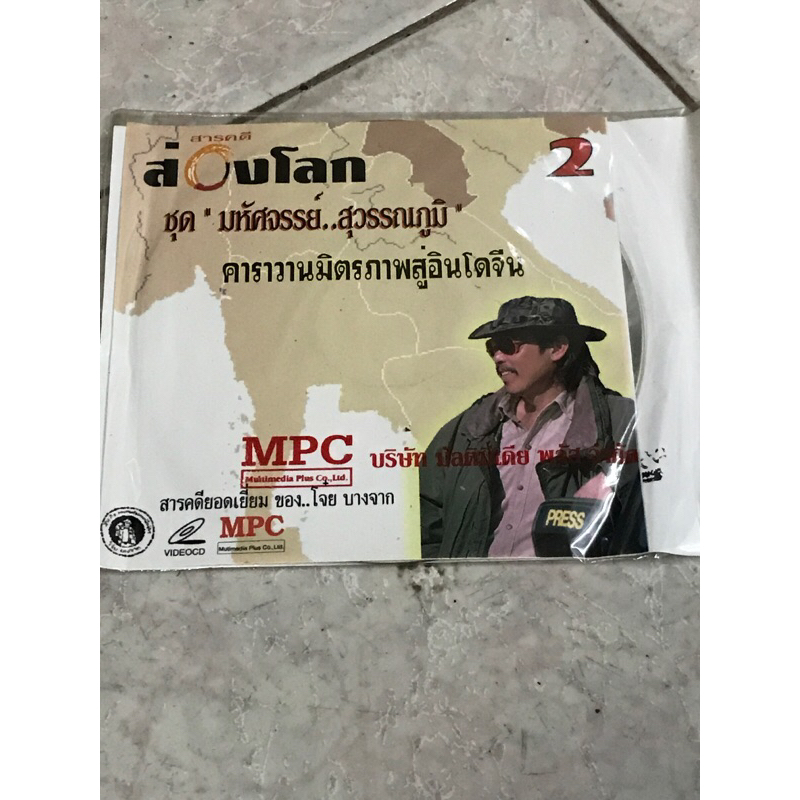 สารคดี
ส่องโลก
2
ชุด " มหัศจรรย์..สุวรรณภูมิ "
คาราวานมิตรภาพสู่อินโดจีน
MPC
Multimedia Plus Co.,Ltd.
บริษัท
สารคดียอดเยี่ยม ของ..โจ๋ย บางจาก
PRESS
VIDEOCD
MPC
Multimedia Plus Co.,Ltd.